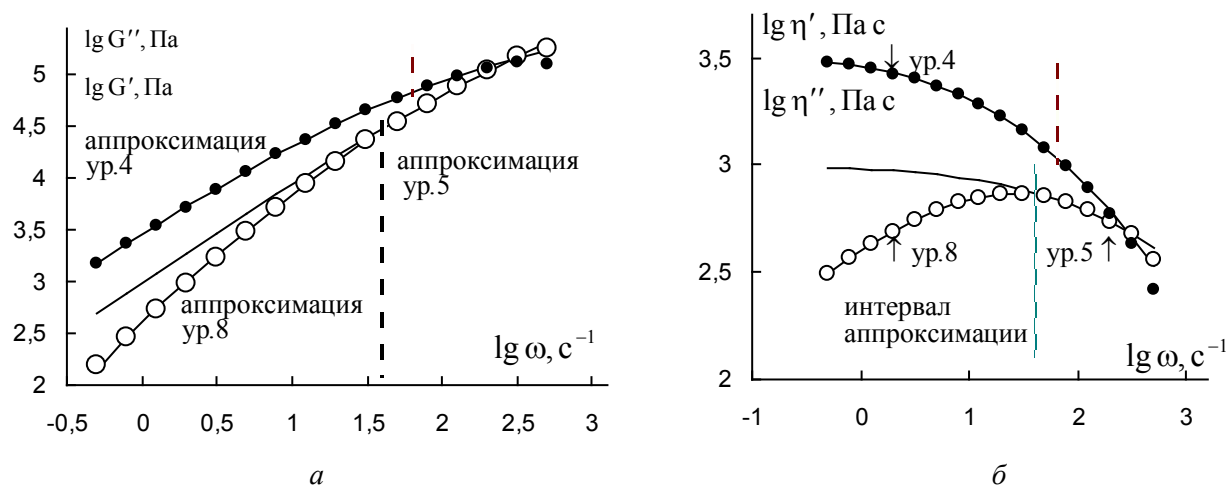 lg G′′, Па
lg G′, Па
5
4,5
4
3,5
3
2,5
2
аппроксимация
ур.4
аппроксимация
ур.5
аппроксимация
ур.8
lg ω, с⁻¹
-0,5 0 0,5 1 1,5 2 2,5 3
а
lg η′, Па с
lg η′′, Па с
3,5
3
2,5
2
↓ ур.4
↑ ур.8
ур.5 ↑
интервал
аппроксимации
lg ω, с⁻¹
-1 0 1 2 3
б